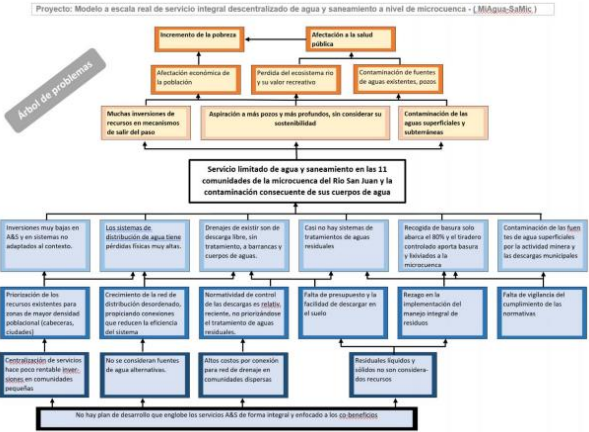 Proyecto: Modelo a escala real de servicio integral descentralizado de agua y saneamiento a nivel de microcuenca - ( MiAgua-SaMic )
Árbol de problemas
Incremento de la pobreza
Afectación a la salud
pública
Afectación económica de
la población
Perdida del ecosistema rio
y su valor recreativo
Contaminación de fuentes
de aguas existentes, pozos
Muchas inversiones de
recursos en mecanismos
de salir del paso
Aspiración a más pozos y más profundos, sin considerar su
sostenibilidad
Contaminación de las
aguas superficiales y
subterráneas
Servicio limitado de agua y saneamiento en las 11
comunidades de la microcuenca del Rio San Juan y la
contaminación consecuente de sus cuerpos de agua
Inversiones muy bajas en
A&S y en sistemas no
adaptados al contexto.
Los sistemas de
distribución de agua tiene
pérdidas físicas muy altas.
Drenajes de existir son de
descarga libre, sin
tratamiento, a barrancas y
cuerpos de aguas.
Casi no hay sistemas de
tratamientos de aguas
residuales
Recogida de basura solo
abarca el 80% y el tiradero
controlado aporta basura
y lixiviados a la
microcuenca
Contaminación de las fuen
tes de agua superficiales
por la actividad minera y
las descargas municipales
Priorización de los
recursos existentes para
zonas de mayor densidad
poblacional (cabeceras,
ciudades)
Crecimiento de la red de
distribución desordenado,
propiciando conexiones
que reducen la eficiencia
del sistema
Normatividad de control
de las descargas es relativ.
reciente, no priorizándose
el tratamiento de aguas
residuales.
Falta de presupuesto y la
facilidad de descargar en
el suelo
Rezago en la
implementación del
manejo integral de
residuos
Falta de vigilancia del
cumplimiento de las
normativas
Centralización de servicios
hace poco rentable inver-
siones en comunidades
pequeñas
No se consideran fuentes
de agua alternativas.
Altos costos por conexión
para red de drenaje en
comunidades dispersas
Residuales líquidos y
sólidos no son considera-
dos recursos
No hay plan de desarrollo que englobe los servicios A&S de forma integral y enfocado a los co-beneficios